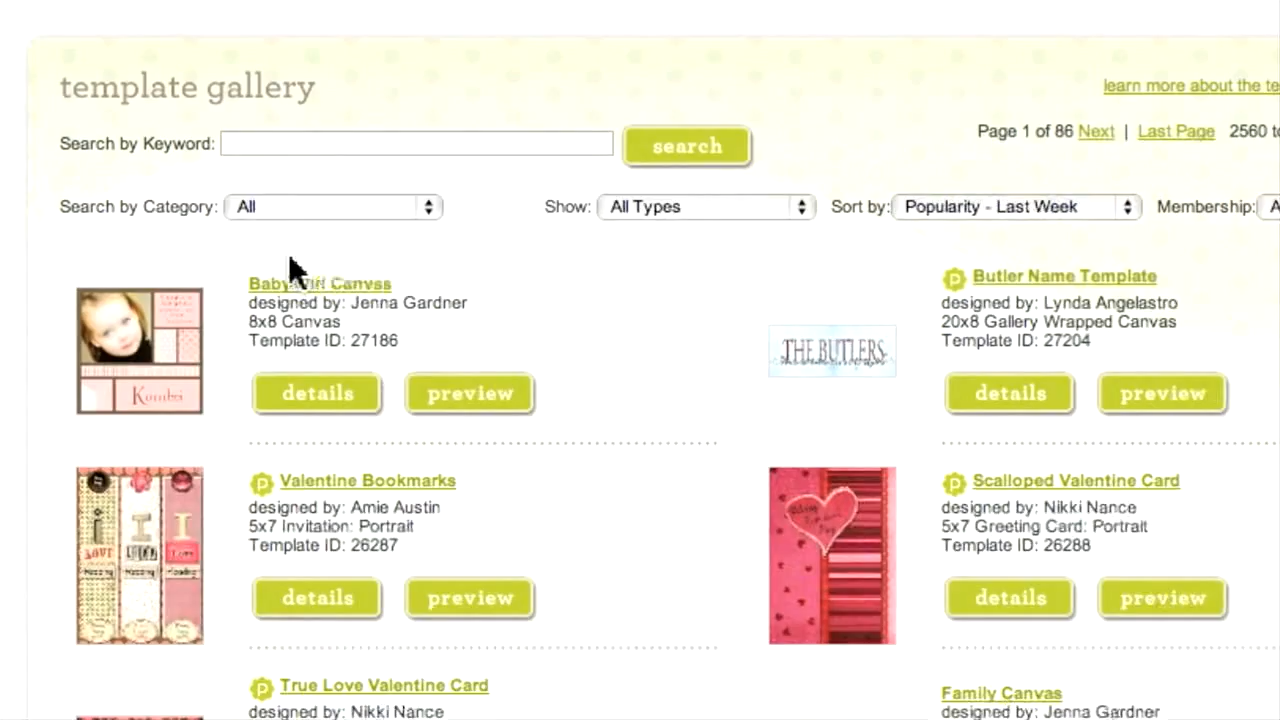 template gallery
learn more about the te
Search by Keyword:
search
Page 1 of 86 Next | Last Page 2560 to
Search by Category: All
Show: All Types
Sort by: Popularity - Last Week
Membership: A
Baby Canvas
designed by: Jenna Gardner
8x8 Canvas
Template ID: 27186
details
preview
Kambri
P Butler Name Template
designed by: Lynda Angelastro
20x8 Gallery Wrapped Canvas
Template ID: 27204
details
preview
THE BUTLERS
P Valentine Bookmarks
designed by: Amie Austin
5x7 Invitation: Portrait
Template ID: 26287
details
preview
P Scalloped Valentine Card
designed by: Nikki Nance
5x7 Greeting Card: Portrait
Template ID: 26288
details
preview
P True Love Valentine Card
designed by: Nikki Nance
Family Canvas
designed by: Jenna Gardner